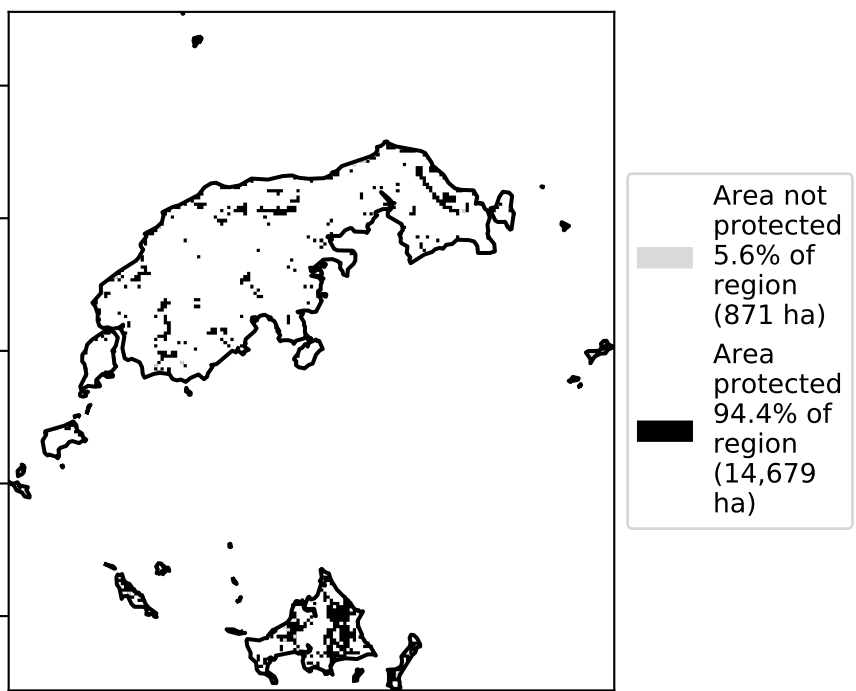 Area not
protected
5.6% of
region
(871 ha)
Area
protected
94.4% of
region
(14,679
ha)